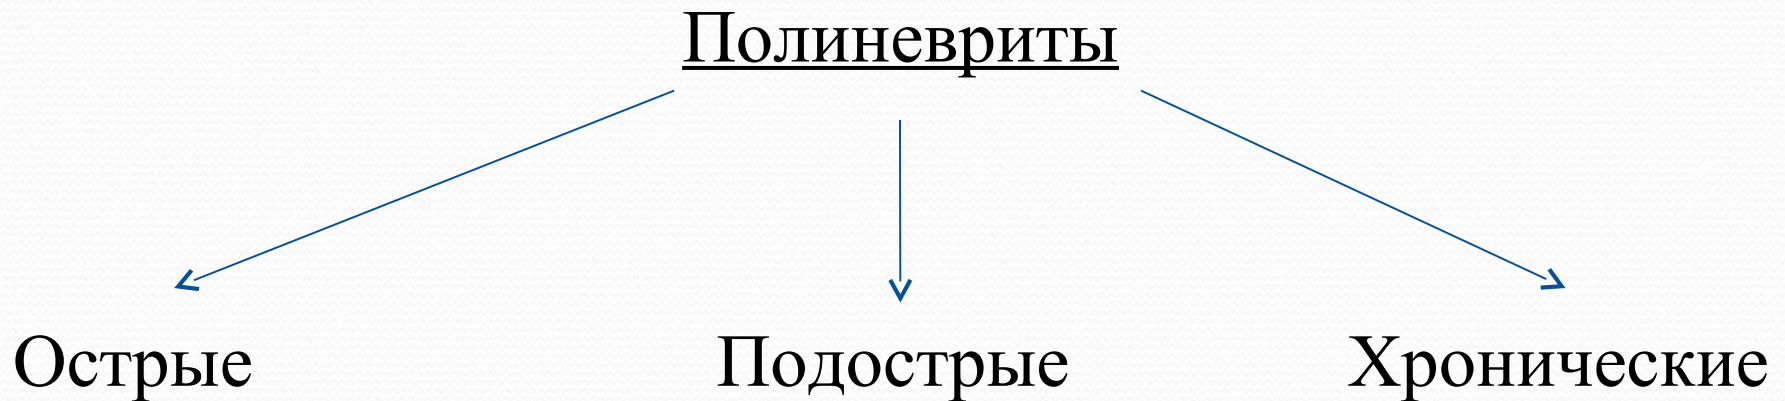 Полиневриты
Острые Подострые Хронические